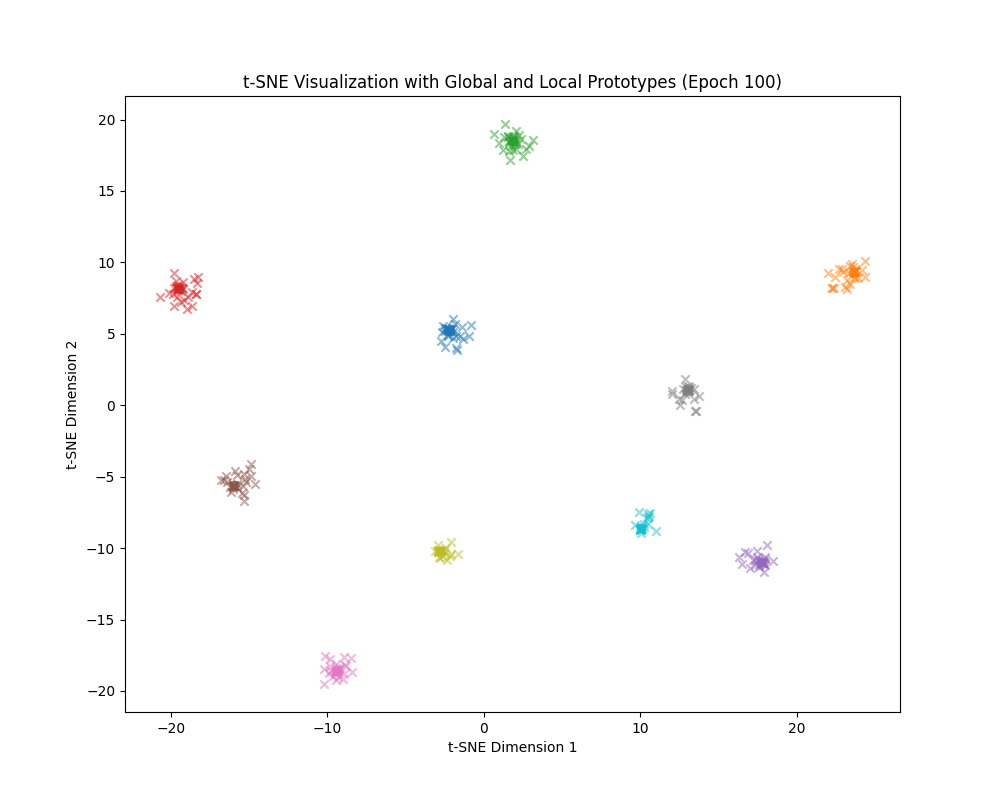 t-SNE Visualization with Global and Local Prototypes (Epoch 100)
20
15
10
5
0
−5
−10
−15
−20
t-SNE Dimension 2
−20 −10 0 10 20
t-SNE Dimension 1